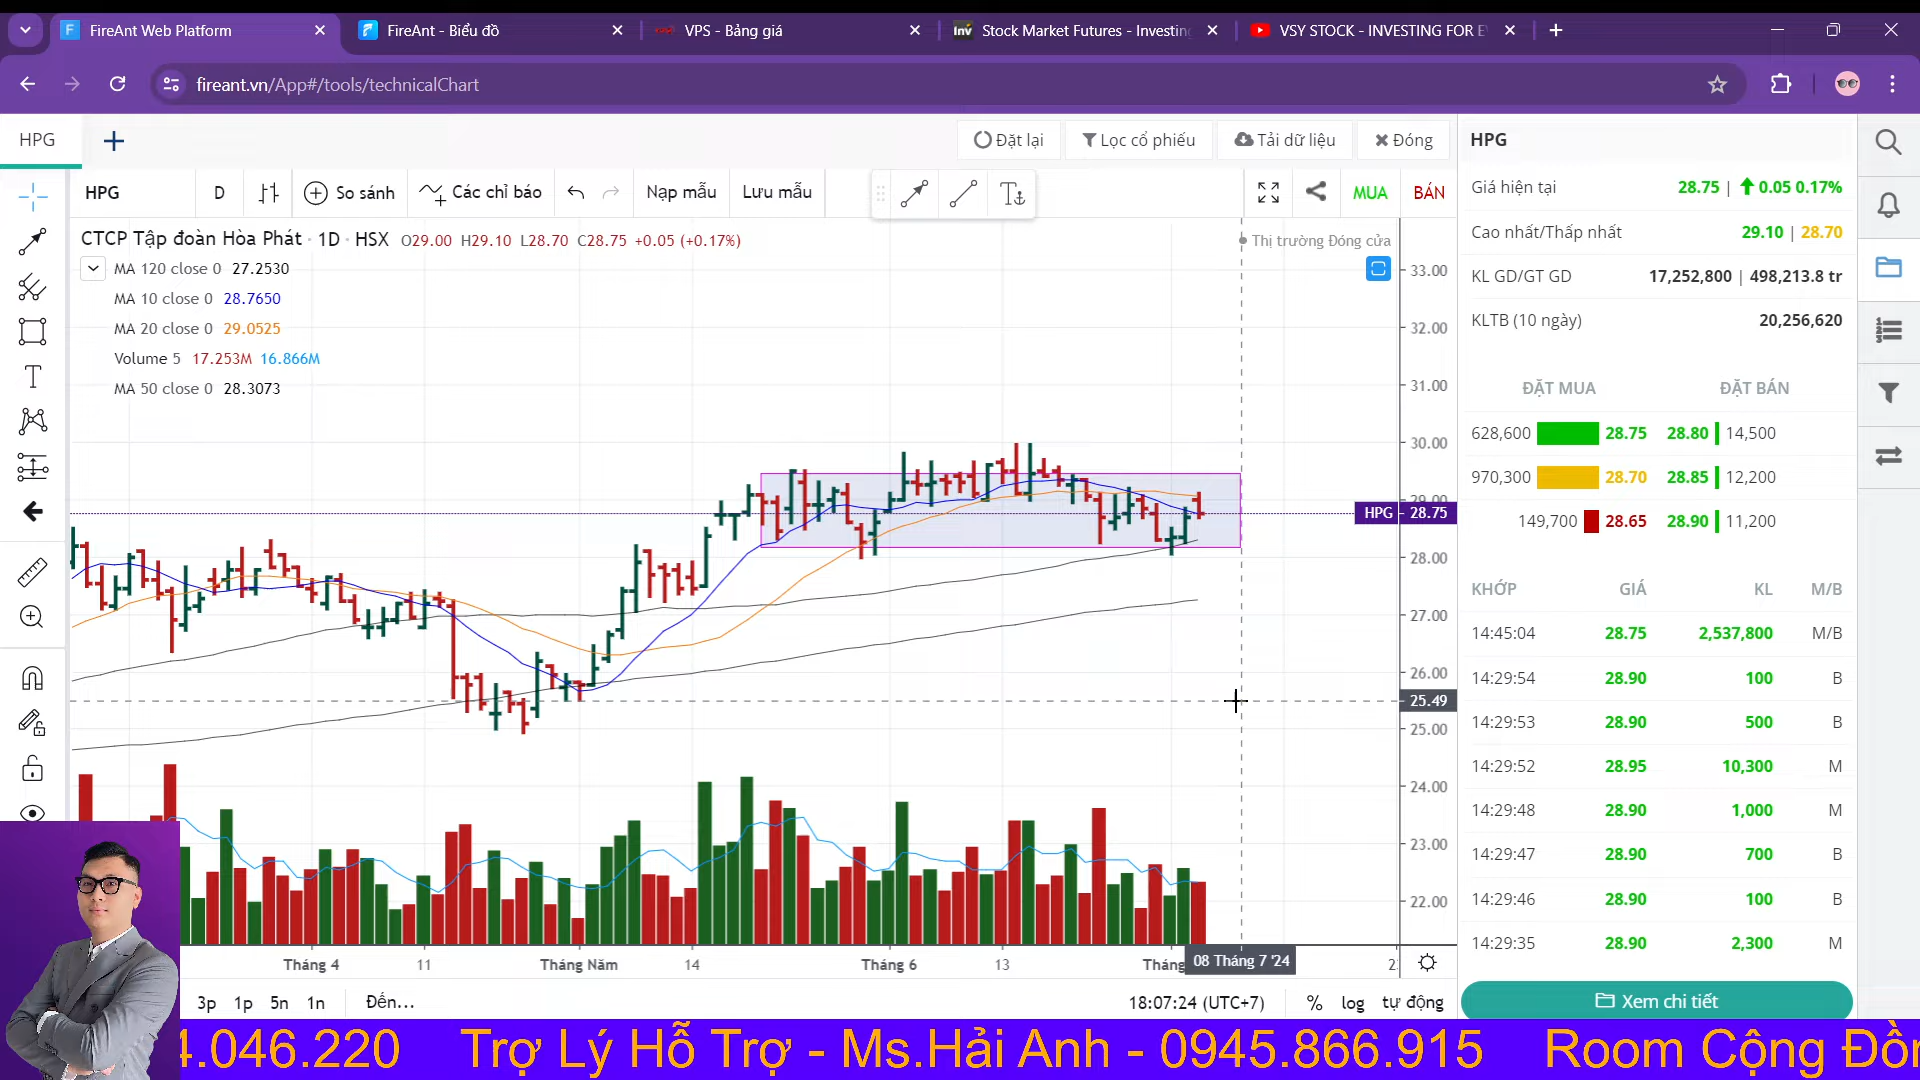 FireAnt Web Platform
FireAnt - Biểu đồ
VPS - Bảng giá
Stock Market Futures - Investing
VSY STOCK - INVESTING FOR E
fireant.vn/App#/tools/technicalChart
HPG
Đặt lại
Lọc cổ phiếu
Tải dữ liệu
Đóng
HPG
D
So sánh
Các chỉ báo
Nạp mẫu
Lưu mẫu
MUA
BÁN
CTCP Tập đoàn Hòa Phát · 1D · HSX O29.00 H29.10 L28.70 C28.75 +0.05 (+0.17%)
Thị trường Đóng cửa
MA 120 close 0 27.2530
MA 10 close 0 28.7650
MA 20 close 0 29.0525
Volume 5 17.253M 16.866M
MA 50 close 0 28.3073
33.00
32.00
31.00
30.00
29.00
HPG 28.75
28.00
27.00
26.00
25.49
25.00
24.00
23.00
22.00
Tháng 4
11
Tháng Năm
14
Tháng 6
13
Tháng
08 Tháng 7 '24
3p 1p 5n 1n
Đến...
18:07:24 (UTC+7)
% log tự động
HPG
Giá hiện tại 28.75 | 0.05 0.17%
Cao nhất/Thấp nhất 29.10 | 28.70
KL GD/GT GD 17,252,800 | 498,213.8 tr
KLTB (10 ngày) 20,256,620
ĐẶT MUA ĐẶT BÁN
628,600 28.75 28.80 14,500
970,300 28.70 28.85 12,200
149,700 28.65 28.90 11,200
KHỚP GIÁ KL M/B
14:45:04 28.75 2,537,800 M/B
14:29:54 28.90 100 B
14:29:53 28.90 500 B
14:29:52 28.95 10,300 M
14:29:48 28.90 1,000 M
14:29:47 28.90 700 B
14:29:46 28.90 100 B
14:29:35 28.90 2,300 M
Xem chi tiết
4.046.220 Trợ Lý Hỗ Trợ - Ms.Hải Anh - 0945.866.915 Room Cộng Đồn